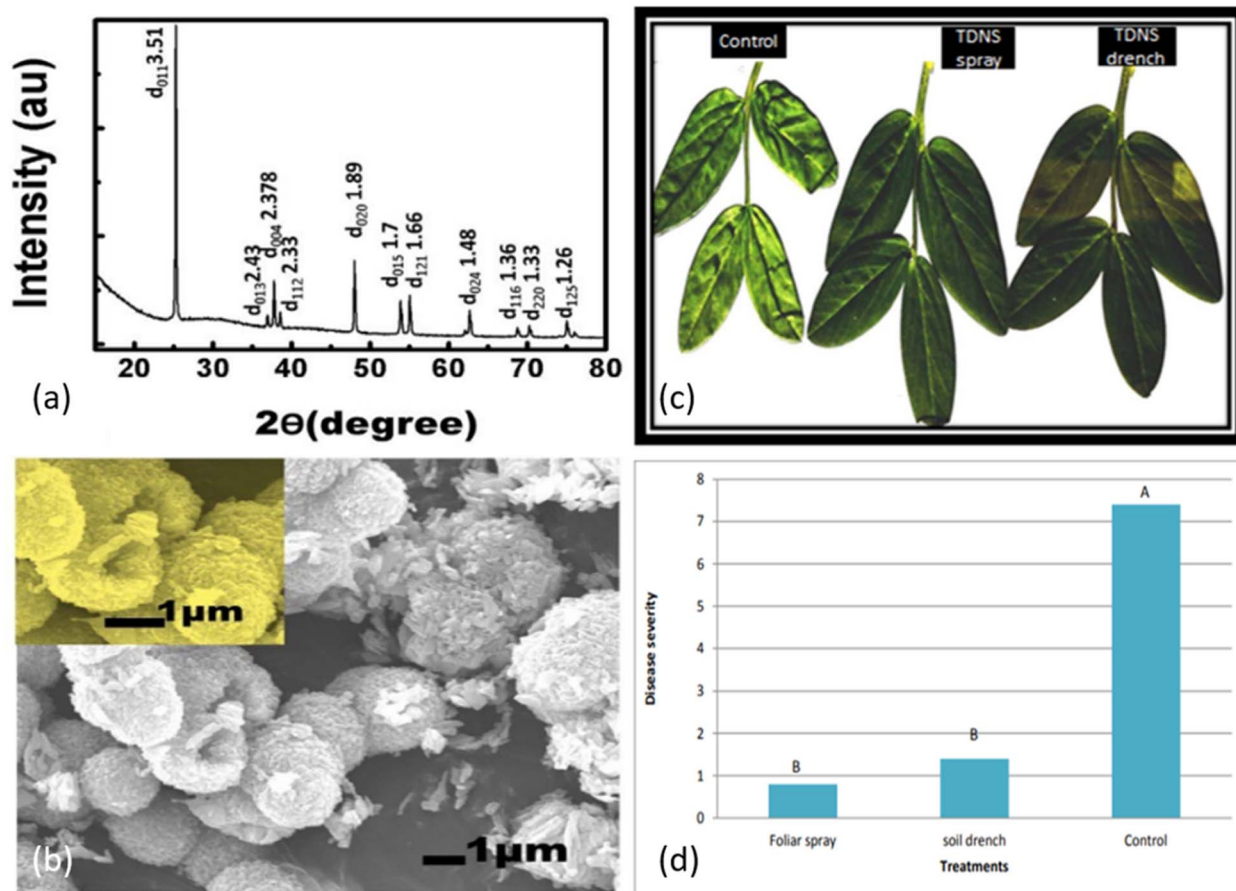 Intensity (au)
d011 3.51
d013 2.43
d004 2.378
d112 2.33
d020 1.89
d015 1.7
d121 1.66
d024 1.48
d116 1.36
d220 1.33
d125 1.26
20 30 40 50 60 70 80
2Θ(degree)
(a)
Control
TDNS
spray
TDNS
drench
(c)
1μm
1μm
(b)
8
7
6
5
4
3
2
1
0
Disease severity
B
B
A
Foliar spray soil drench Control
Treatments
(d)